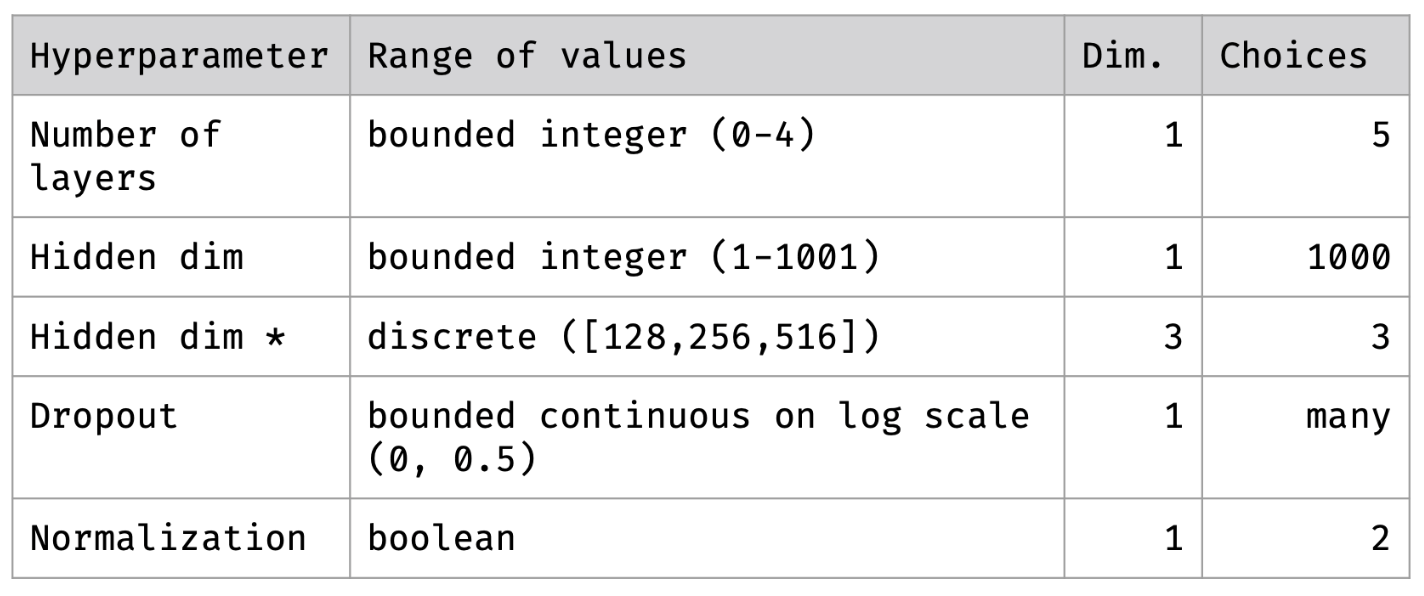 Hyperparameter Range of values Dim. Choices
Number of bounded integer (0-4) 1 5
layers
Hidden dim bounded integer (1-1001) 1 1000
Hidden dim * discrete ([128,256,516]) 3 3
Dropout bounded continuous on log scale 1 many
(0, 0.5)
Normalization boolean 1 2